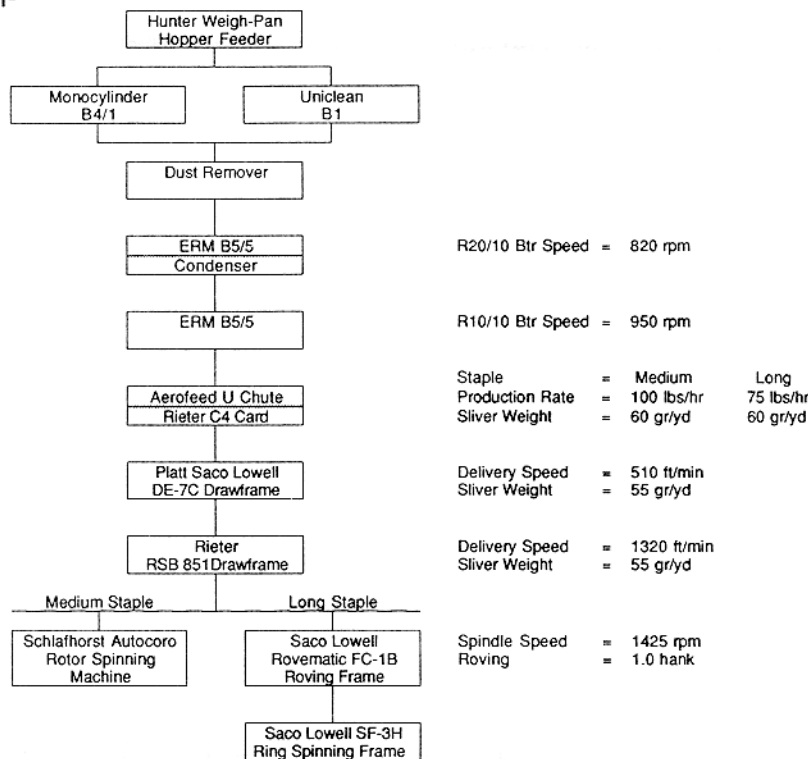 Hunter Weigh-Pan
Hopper Feeder
Monocylinder
B4/1
Uniclean
B1
Dust Remover
ERM B5/5
Condenser
R20/10 Btr Speed = 820 rpm
ERM B5/5
R10/10 Btr Speed = 950 rpm
Staple = Medium Long
Aerofeed U Chute
Production Rate = 100 lbs/hr 75 lbs/hr
Rieter C4 Card
Sliver Weight = 60 gr/yd 60 gr/yd
Platt Saco Lowell
DE-7C Drawframe
Delivery Speed = 510 ft/min
Sliver Weight = 55 gr/yd
Rieter
RSB 851Drawframe
Delivery Speed = 1320 ft/min
Sliver Weight = 55 gr/yd
Medium Staple
Long Staple
Schlafhorst Autocoro
Rotor Spinning
Machine
Saco Lowell
Rovematic FC-1B
Roving Frame
Spindle Speed = 1425 rpm
Roving = 1.0 hank
Saco Lowell SF-3H
Ring Spinning Frame